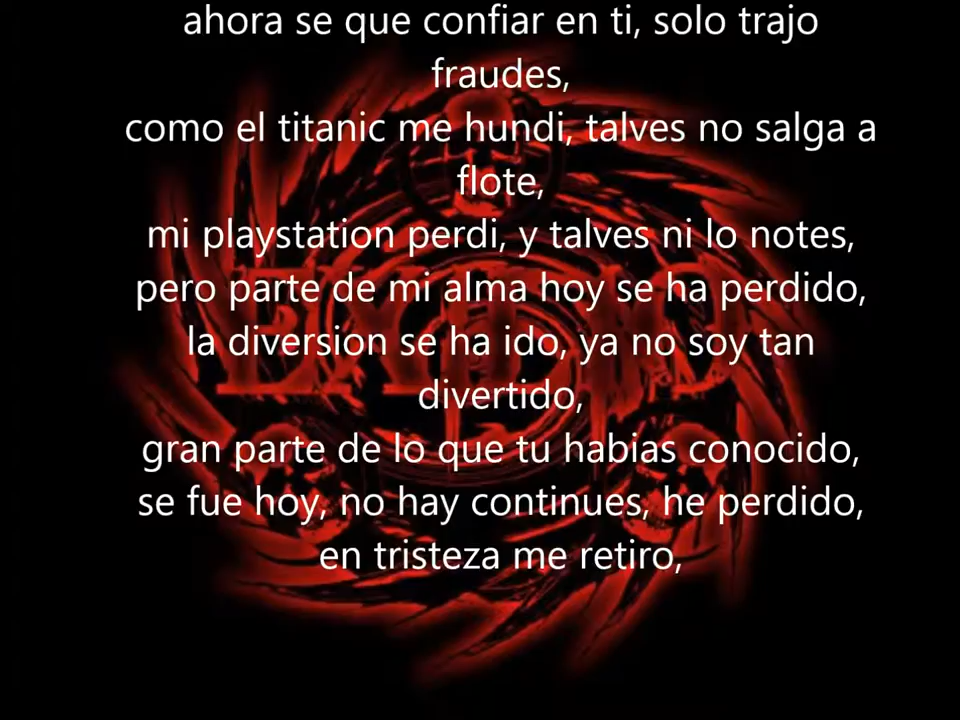 ahora se que confiar en ti, solo trajo
fraudes,
como el titanic me hundi, talves no salga a
flote,
mi playstation perdi, y talves ni lo notes,
pero parte de mi alma hoy se ha perdido,
la diversion se ha ido, ya no soy tan
divertido,
gran parte de lo que tu habias conocido,
se fue hoy, no hay continues, he perdido,
en tristeza me retiro,